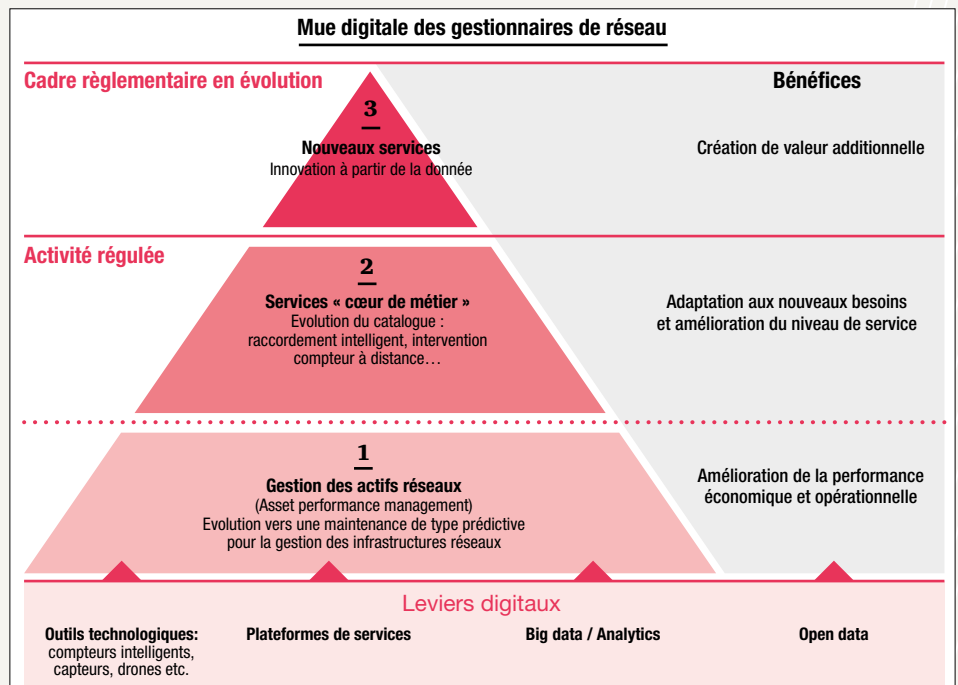 Mue digitale des gestionnaires de réseau
Cadre règlementaire en évolution
Bénéfices
3
Nouveaux services
Innovation à partir de la donnée
Création de valeur additionnelle
Activité régulée
2
Services « cœur de métier »
Evolution du catalogue :
raccordement intelligent, intervention
compteur à distance…
Adaptation aux nouveaux besoins
et amélioration du niveau de service
1
Gestion des actifs réseaux
(Asset performance management)
Evolution vers une maintenance de type prédictive
pour la gestion des infrastructures réseaux
Amélioration de la performance
économique et opérationnelle
Leviers digitaux
Outils technologiques:
compteurs intelligents,
capteurs, drones etc.
Plateformes de services
Big data / Analytics
Open data